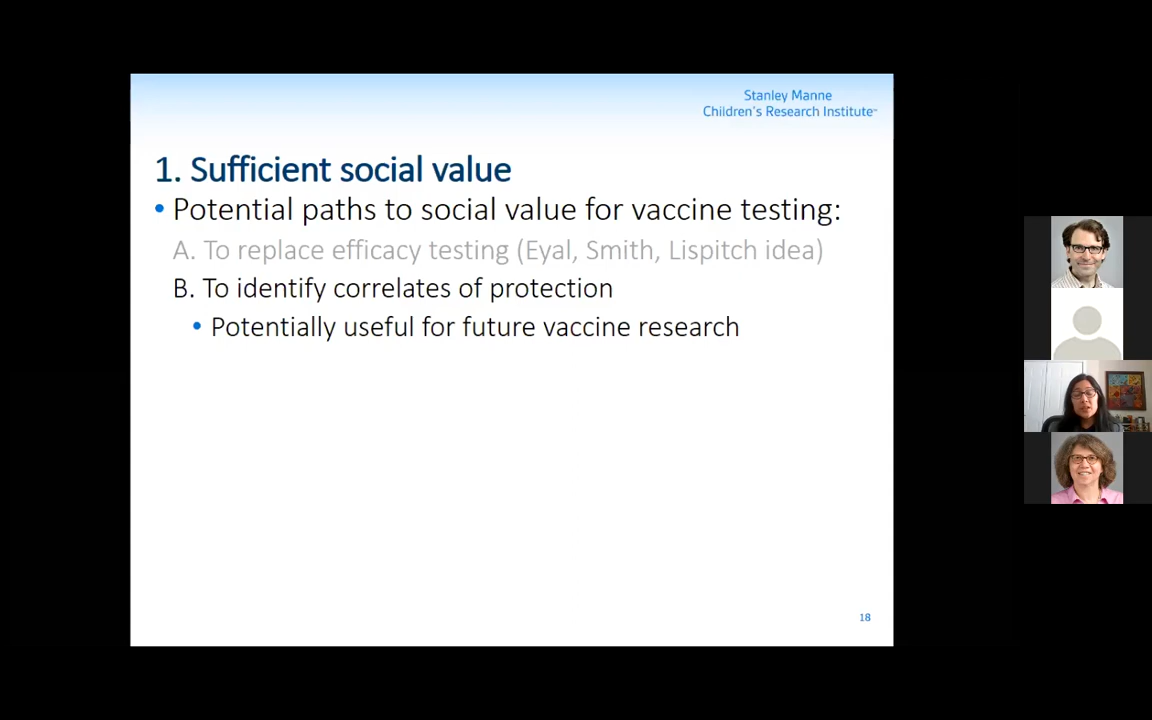 Stanley Manne
Children's Research Institute™
1. Sufficient social value
• Potential paths to social value for vaccine testing:
A. To replace efficacy testing (Eyal, Smith, Lispitch idea)
B. To identify correlates of protection
• Potentially useful for future vaccine research
18